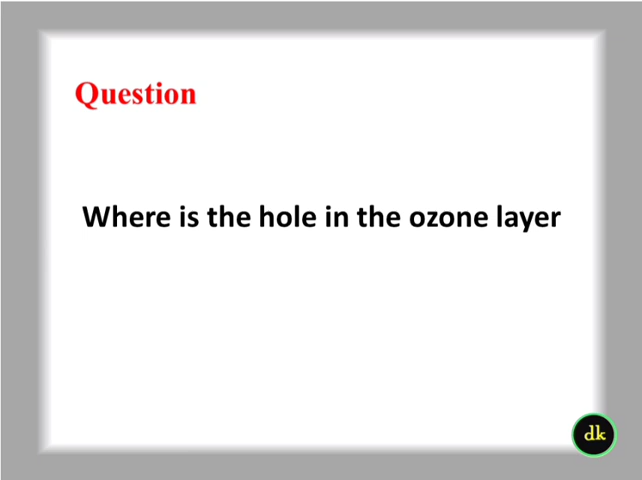 Question
Where is the hole in the ozone layer
dk